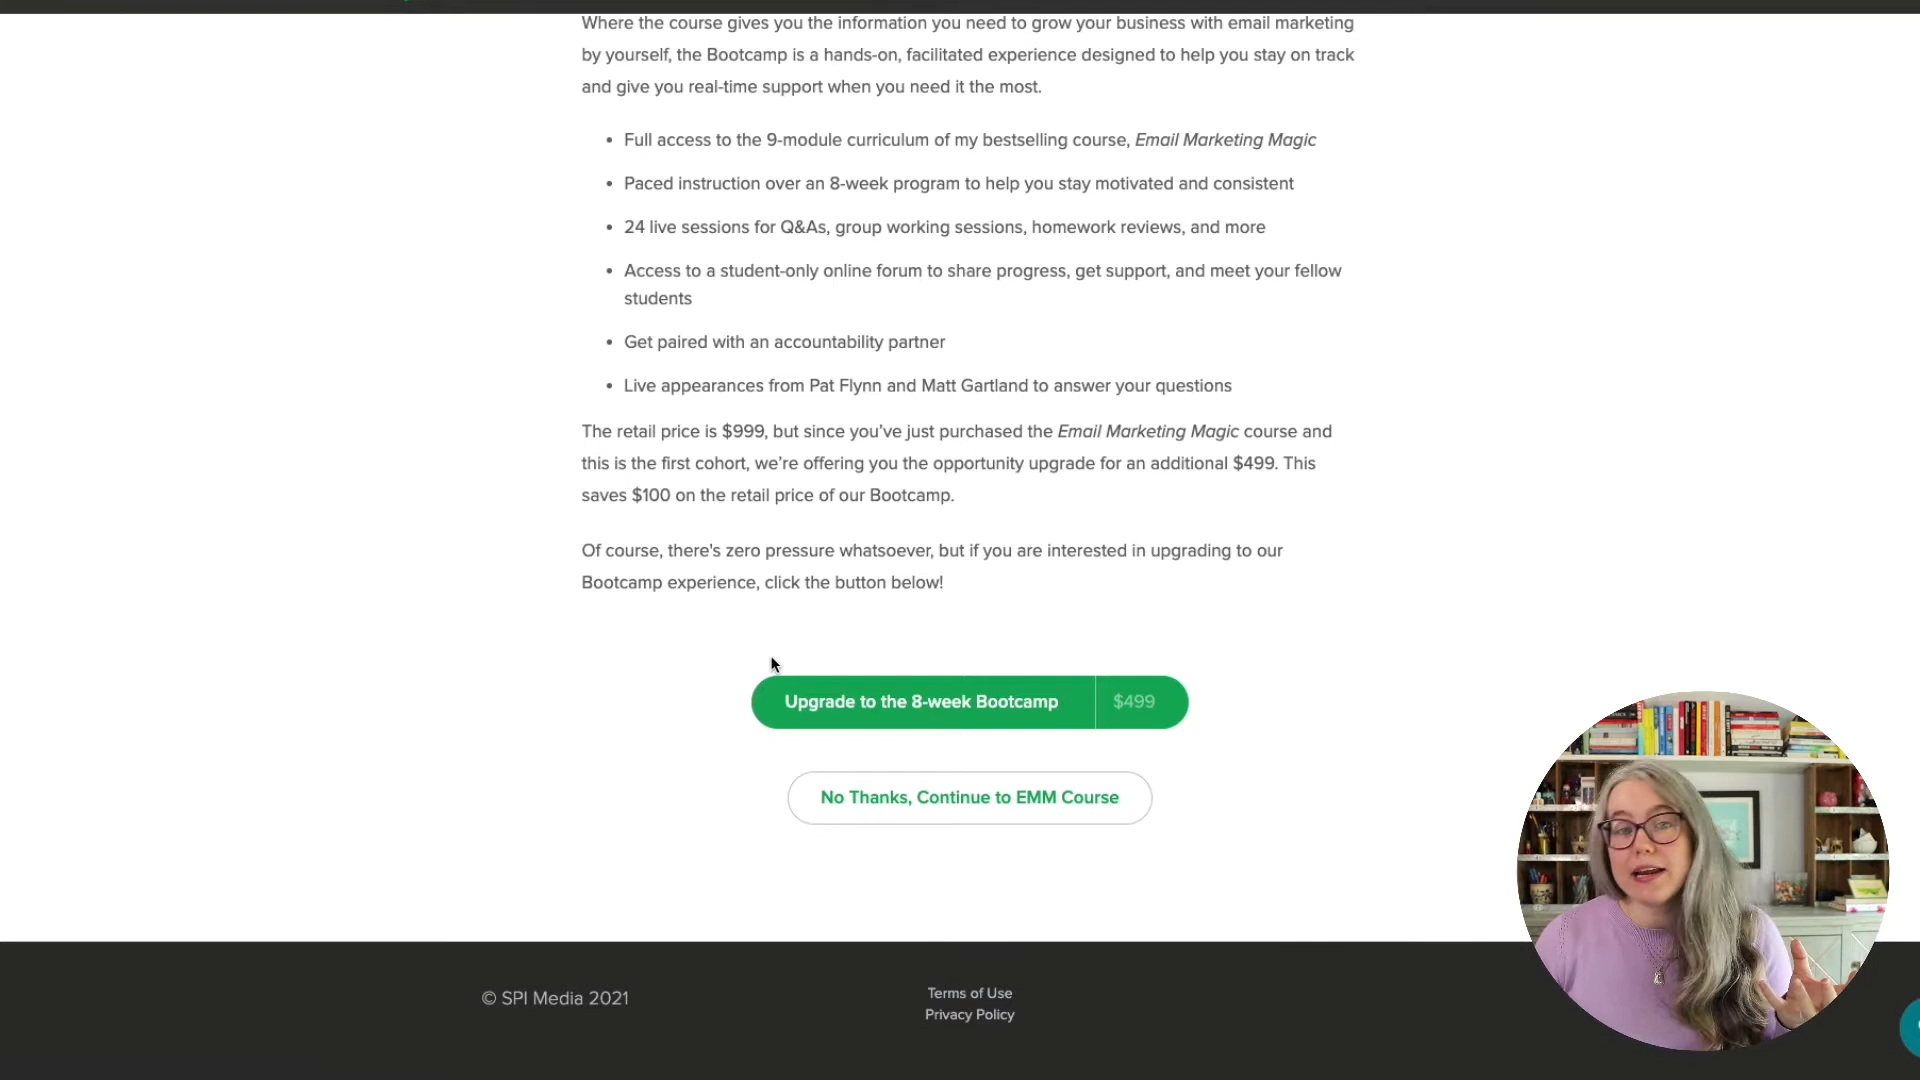 Where the course gives you the information you need to grow your business with email marketing
by yourself, the Bootcamp is a hands-on, facilitated experience designed to help you stay on track
and give you real-time support when you need it the most.
• Full access to the 9-module curriculum of my bestselling course, Email Marketing Magic
• Paced instruction over an 8-week program to help you stay motivated and consistent
• 24 live sessions for Q&As, group working sessions, homework reviews, and more
• Access to a student-only online forum to share progress, get support, and meet your fellow
students
• Get paired with an accountability partner
• Live appearances from Pat Flynn and Matt Gartland to answer your questions
The retail price is $999, but since you’ve just purchased the Email Marketing Magic course and
this is the first cohort, we’re offering you the opportunity upgrade for an additional $499. This
saves $100 on the retail price of our Bootcamp.
Of course, there's zero pressure whatsoever, but if you are interested in upgrading to our
Bootcamp experience, click the button below!
Upgrade to the 8-week Bootcamp $499
No Thanks, Continue to EMM Course
© SPI Media 2021
Terms of Use
Privacy Policy